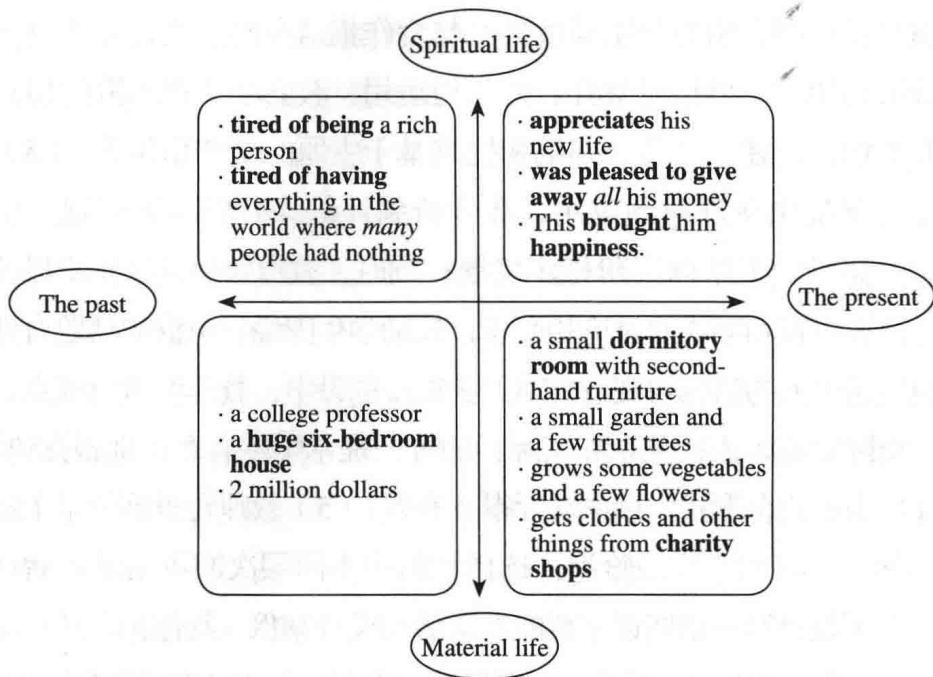 Spiritual life
· tired of being a rich
person
· tired of having
everything in the
world where many
people had nothing
· appreciates his
new life
· was pleased to give
away all his money
· This brought him
happiness.
The past
The present
· a college professor
· a huge six-bedroom
house
· 2 million dollars
· a small dormitory
room with second-
hand furniture
· a small garden and
a few fruit trees
· grows some vegetables
and a few flowers
· gets clothes and other
things from charity
shops
Material life